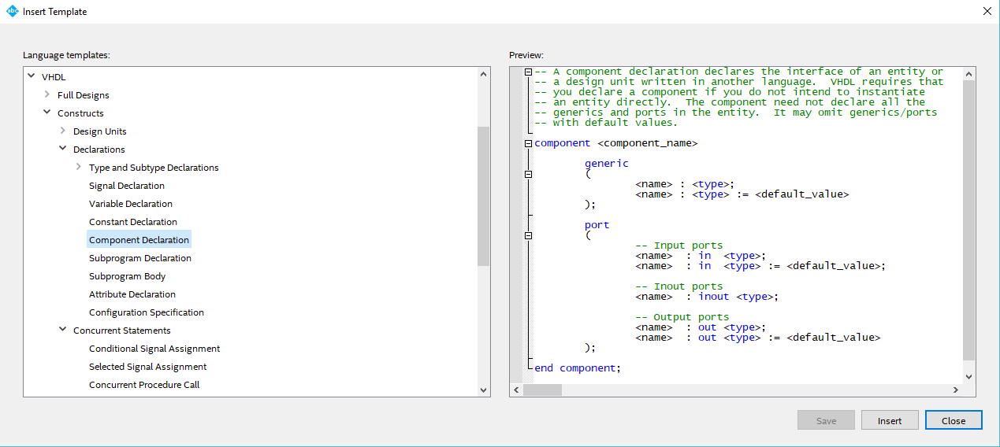 abc Insert Template
Language templates:
VHDL
Full Designs
Constructs
Design Units
Declarations
Type and Subtype Declarations
Signal Declaration
Variable Declaration
Constant Declaration
Component Declaration
Subprogram Declaration
Subprogram Body
Attribute Declaration
Configuration Specification
Concurrent Statements
Conditional Signal Assignment
Selected Signal Assignment
Concurrent Procedure Call
Preview:
-- A component declaration declares the interface of an entity or
-- a design unit written in another language.  VHDL requires that
-- you declare a component if you do not intend to instantiate
-- an entity directly.  The component need not declare all the
-- generics and ports in the entity.  It may omit generics/ports
-- with default values.
component <component_name>
generic
(
<name> : <type>;
<name> : <type> := <default_value>
);
port
(
-- Input ports
<name>  : in  <type>;
<name>  : in  <type> := <default_value>;
-- Inout ports
<name>  : inout <type>;
-- Output ports
<name>  : out <type>;
<name>  : out <type> := <default_value>
);
end component;
Save
Insert
Close